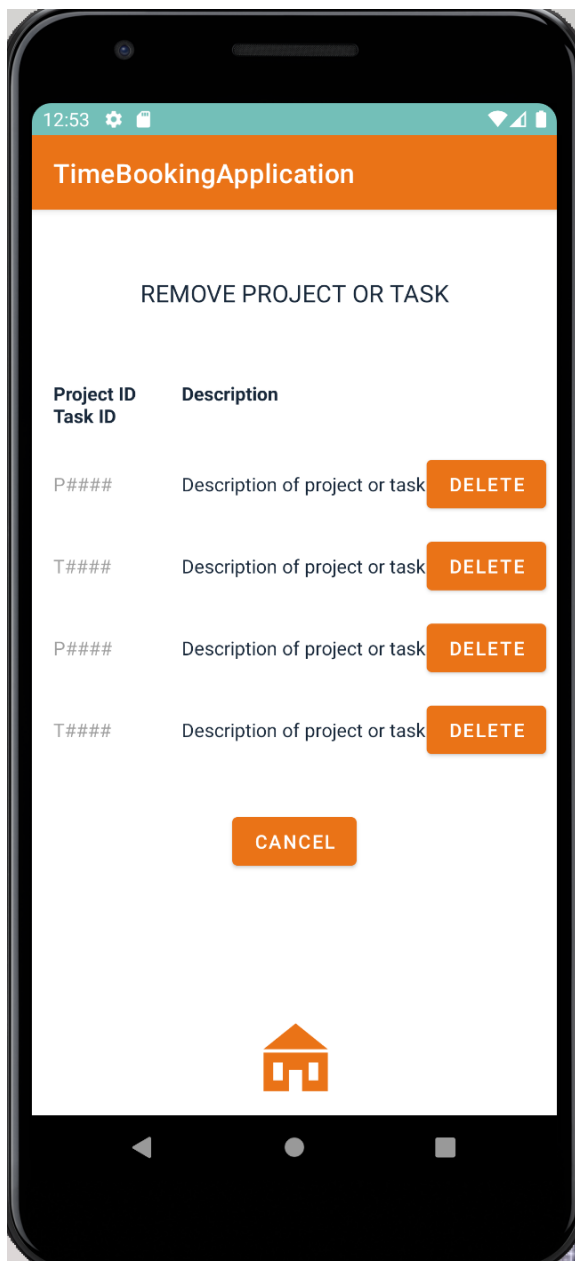 12:53
TimeBookingApplication
REMOVE PROJECT OR TASK
Project ID Description
Task ID
P#### Description of project or task DELETE
T#### Description of project or task DELETE
P#### Description of project or task DELETE
T#### Description of project or task DELETE
CANCEL